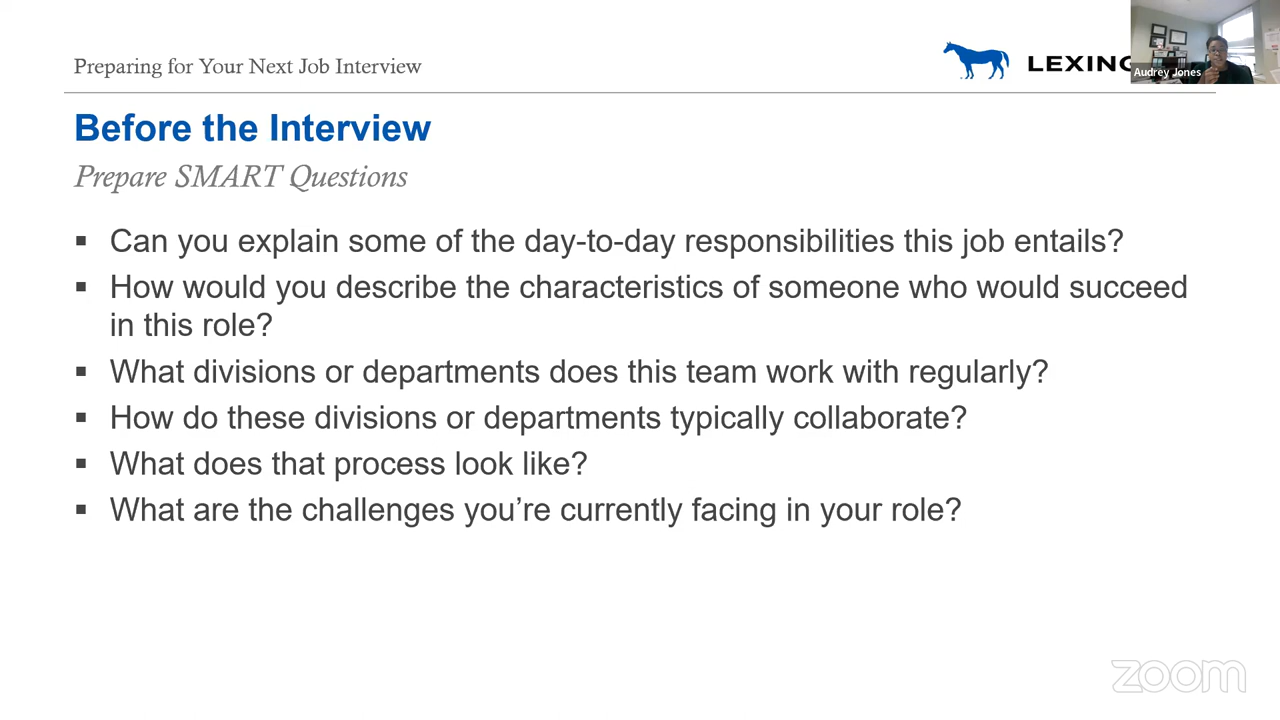 Preparing for Your Next Job Interview
LEXING
Audrey Jones
Before the Interview
Prepare SMART Questions
▪ Can you explain some of the day-to-day responsibilities this job entails?
▪ How would you describe the characteristics of someone who would succeed
in this role?
▪ What divisions or departments does this team work with regularly?
▪ How do these divisions or departments typically collaborate?
▪ What does that process look like?
▪ What are the challenges you’re currently facing in your role?
zoom